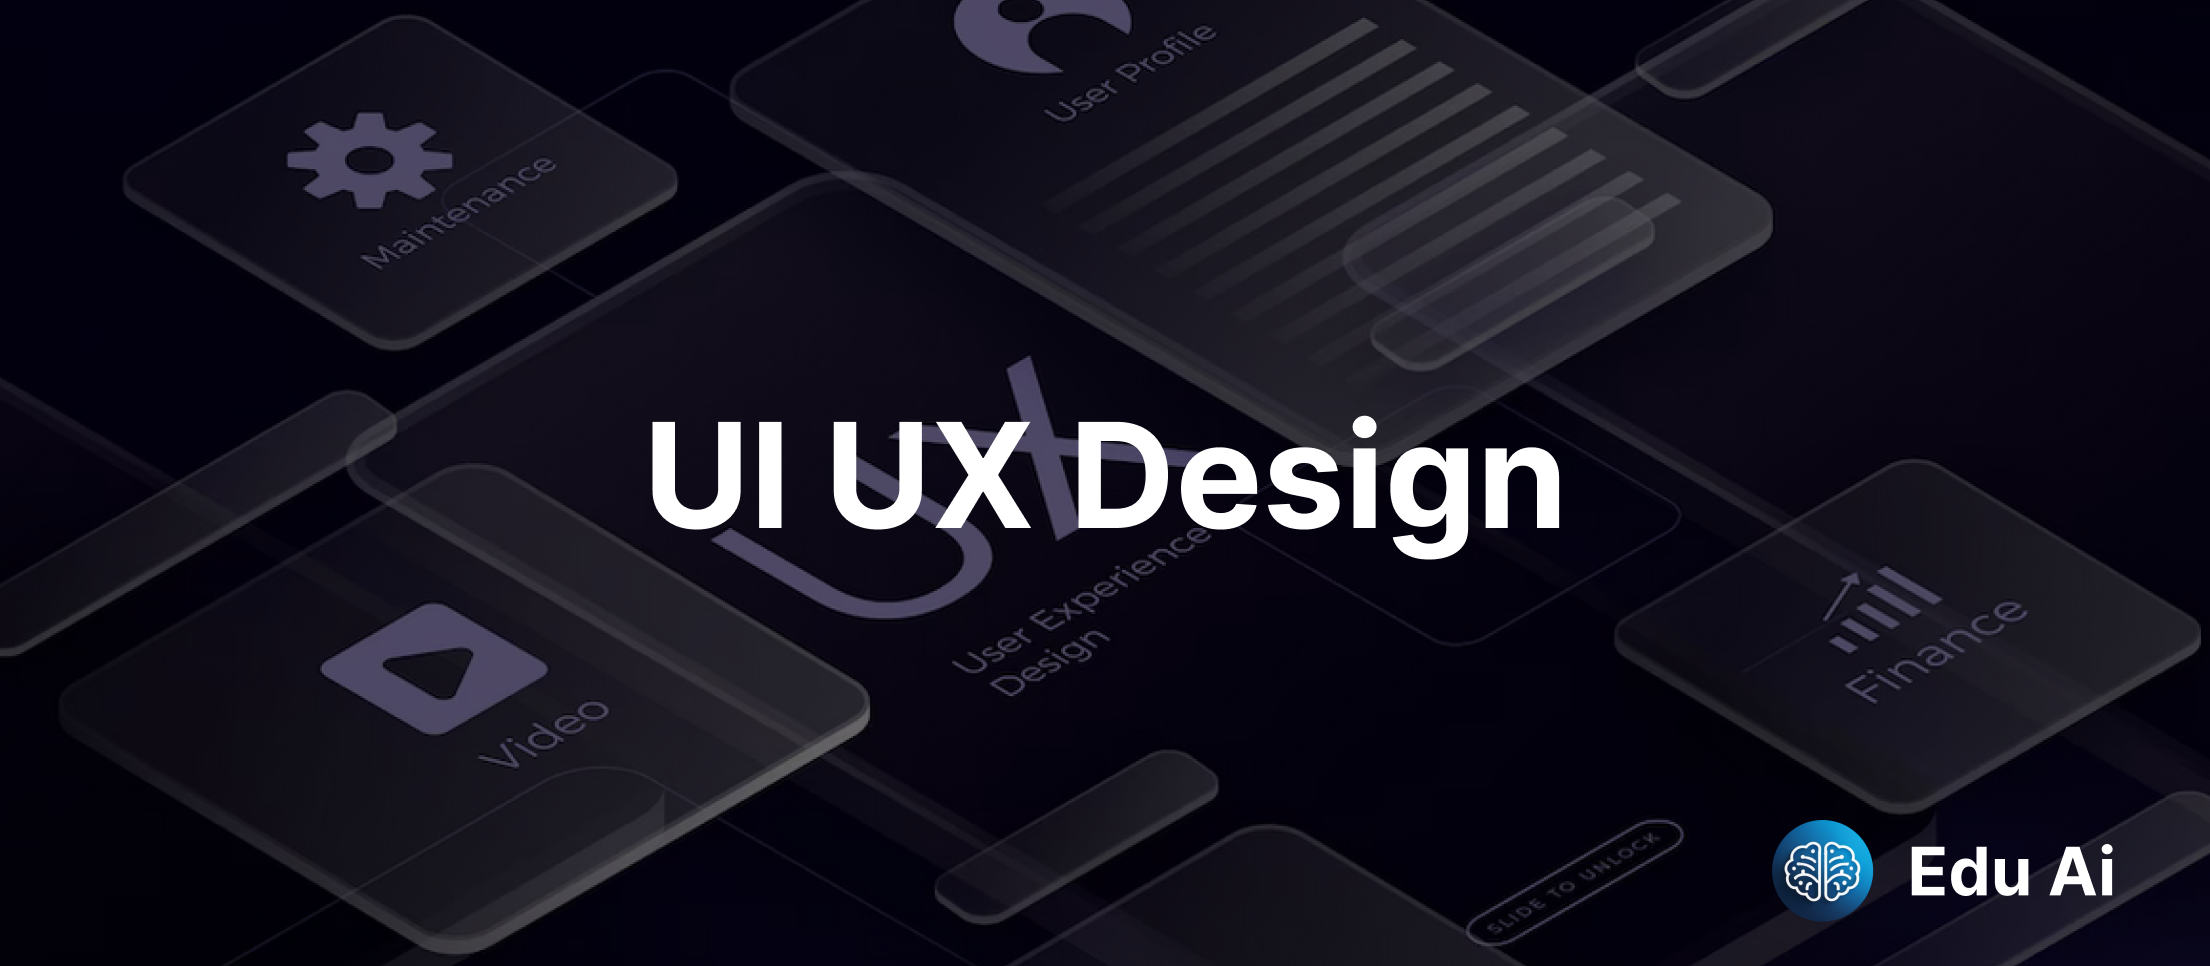 User Profile
Maintenance
UI UX Design
UX
User Experience
Design
Finance
Video
SLIDE TO UNLOCK
Edu Ai